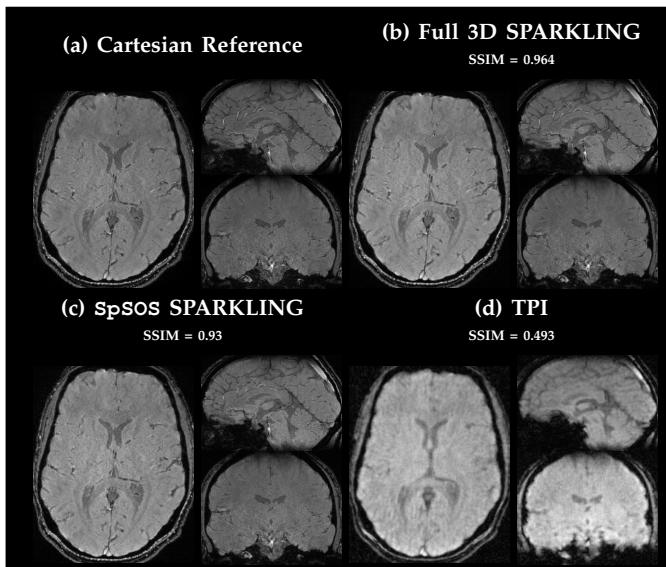 (a) Cartesian Reference
(b) Full 3D SPARKLING
SSIM = 0.964
(c) SpSOS SPARKLING
SSIM = 0.93
(d) TPI
SSIM = 0.493